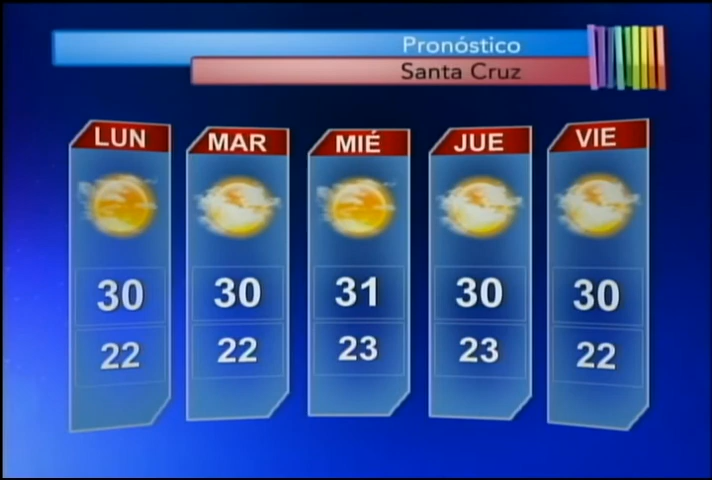 Pronóstico
Santa Cruz
LUN MAR MIÉ JUE VIE
30 30 31 30 30
22 22 23 23 22